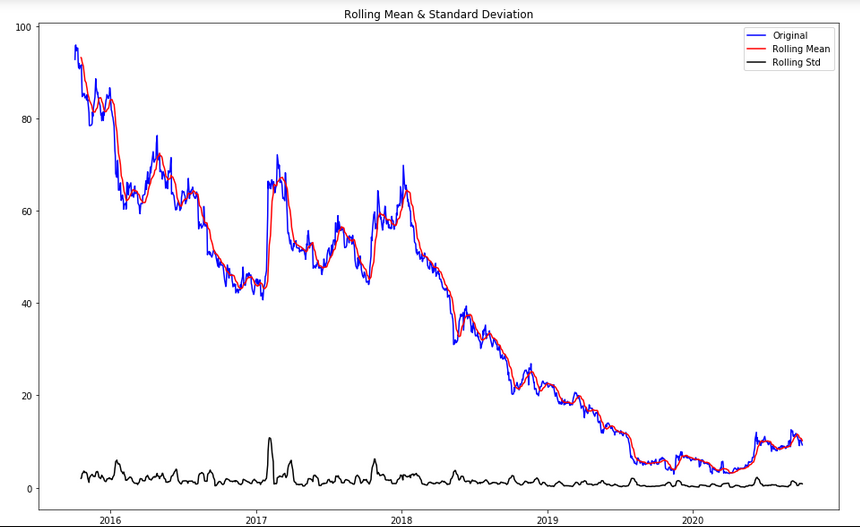 Rolling Mean & Standard Deviation
Original
Rolling Mean
Rolling Std
100
80
60
40
20
0
2016 2017 2018 2019 2020